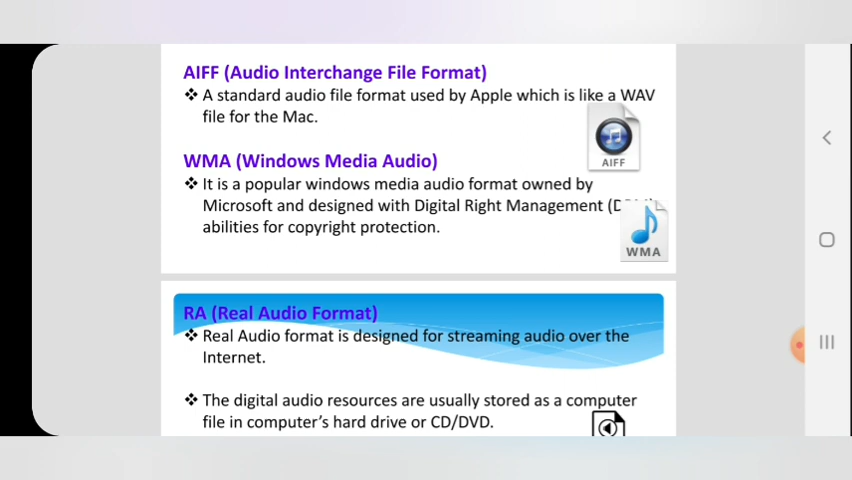 AIFF (Audio Interchange File Format)
❖ A standard audio file format used by Apple which is like a WAV
file for the Mac.
AIFF
WMA (Windows Media Audio)
❖ It is a popular windows media audio format owned by
Microsoft and designed with Digital Right Management
abilities for copyright protection.
WMA
RA (Real Audio Format)
❖ Real Audio format is designed for streaming audio over the
Internet.
❖ The digital audio resources are usually stored as a computer
file in computer's hard drive or CD/DVD.